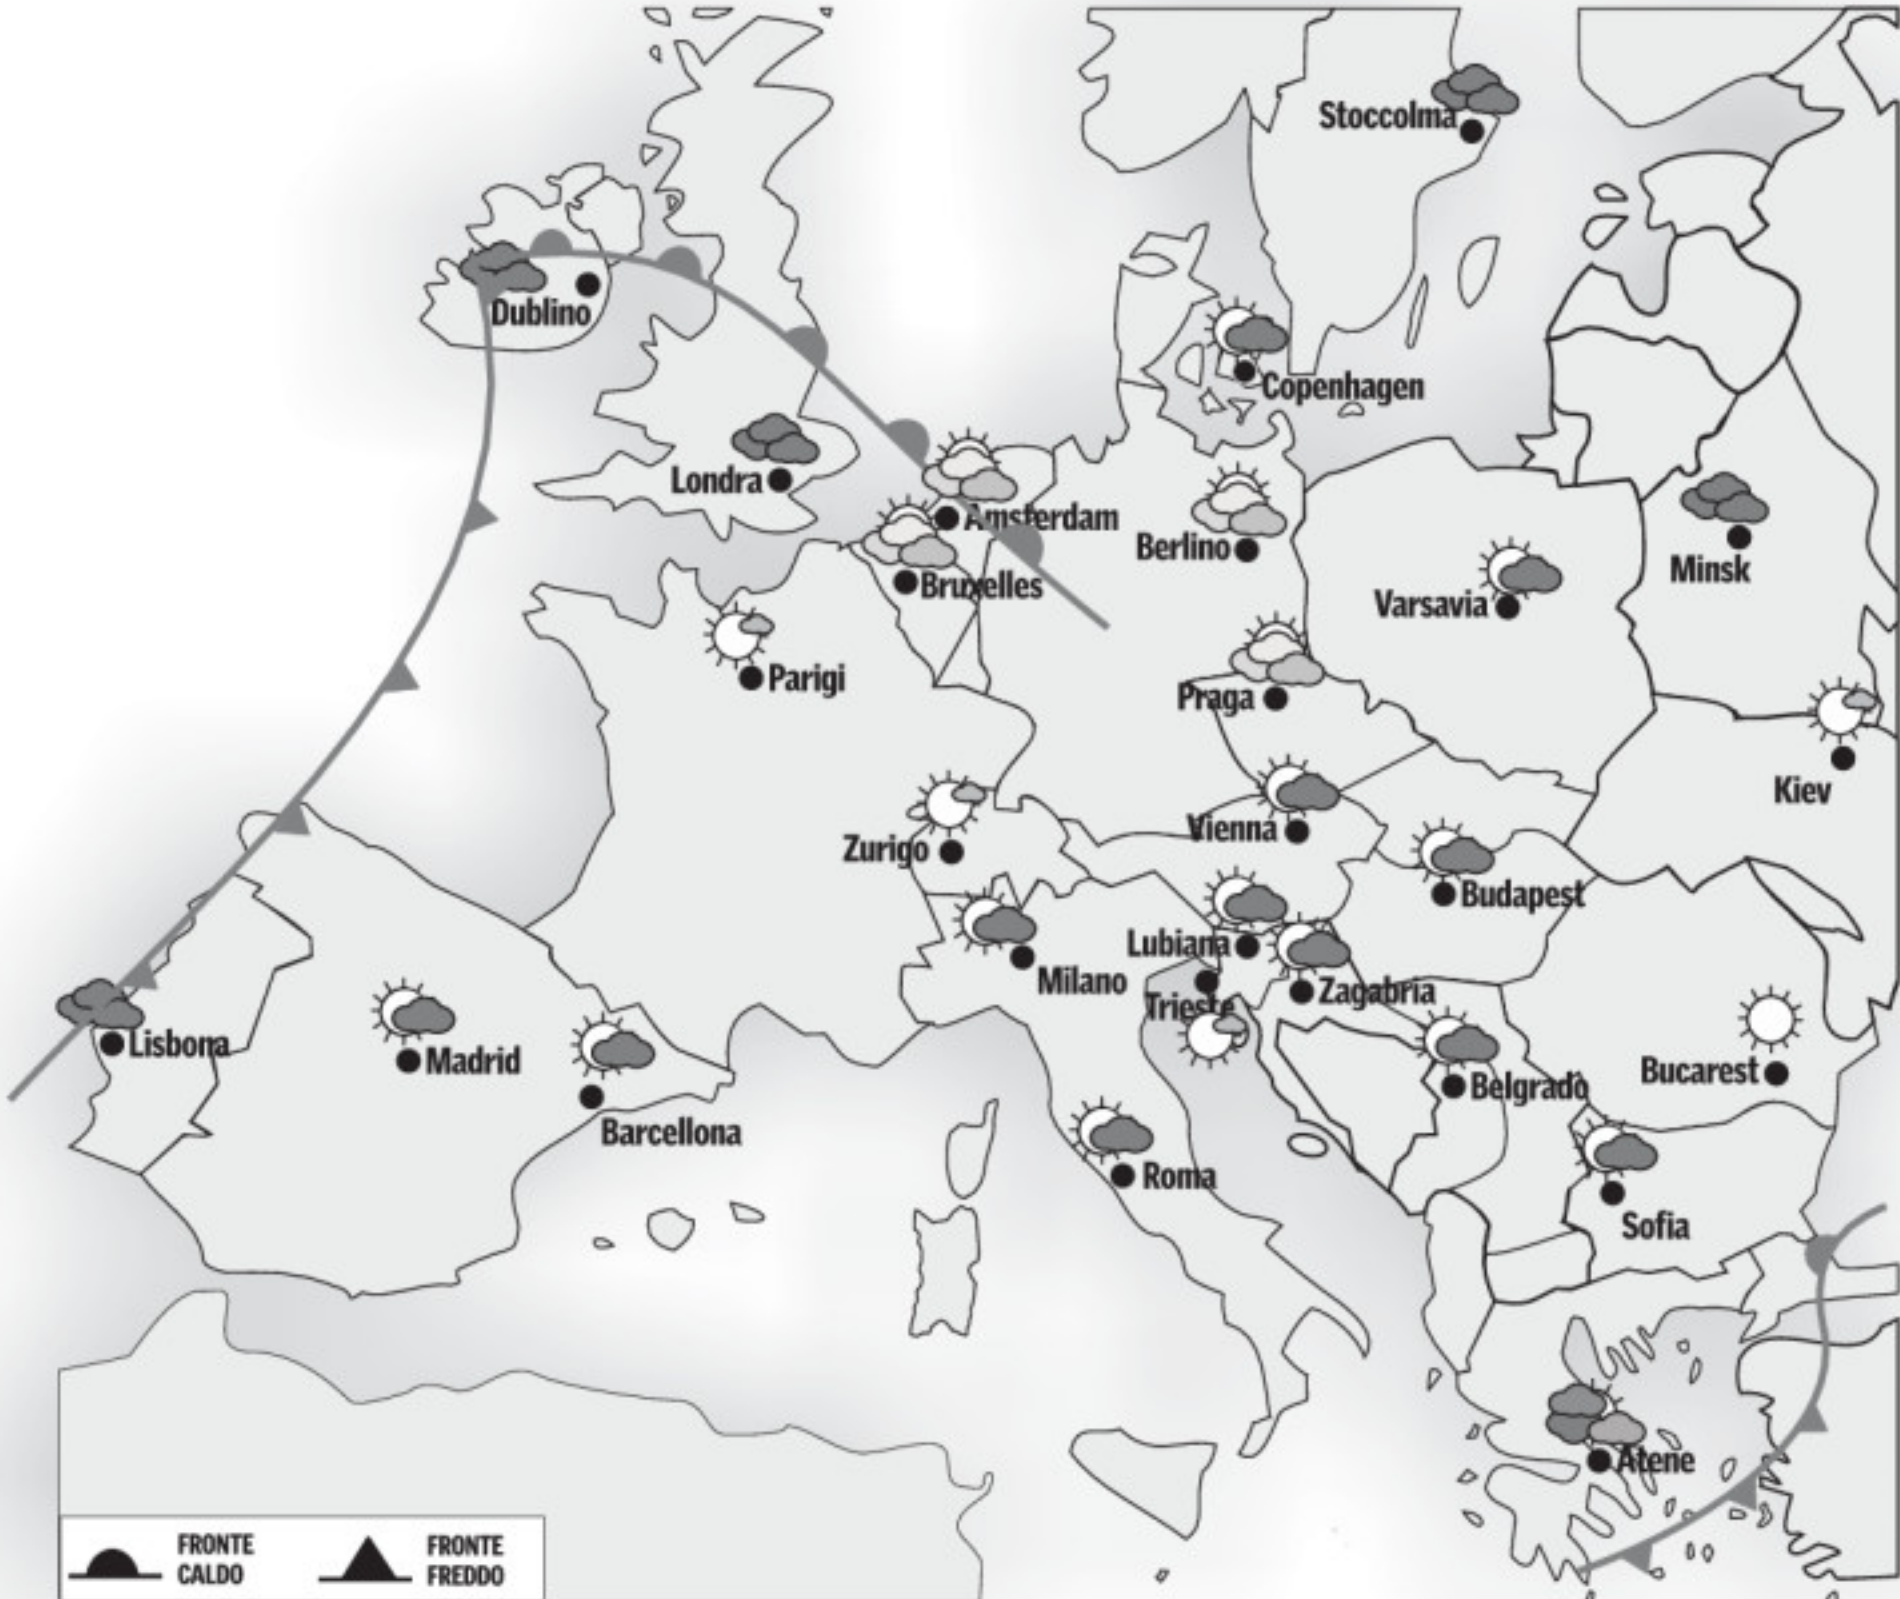 Stoccolma
Dublino
Copenhagen
Londra
Amsterdam
Berlino
Minsk
Bruxelles
Varsavia
Parigi
Praga
Kiev
Vienna
Zurigo
Budapest
Lubiana
Milano
Zagabria
Trieste
Lisbona
Madrid
Bucarest
Belgrado
Barcellona
Roma
Sofia
Atene
FRONTE
CALDO
FRONTE
FREDDO